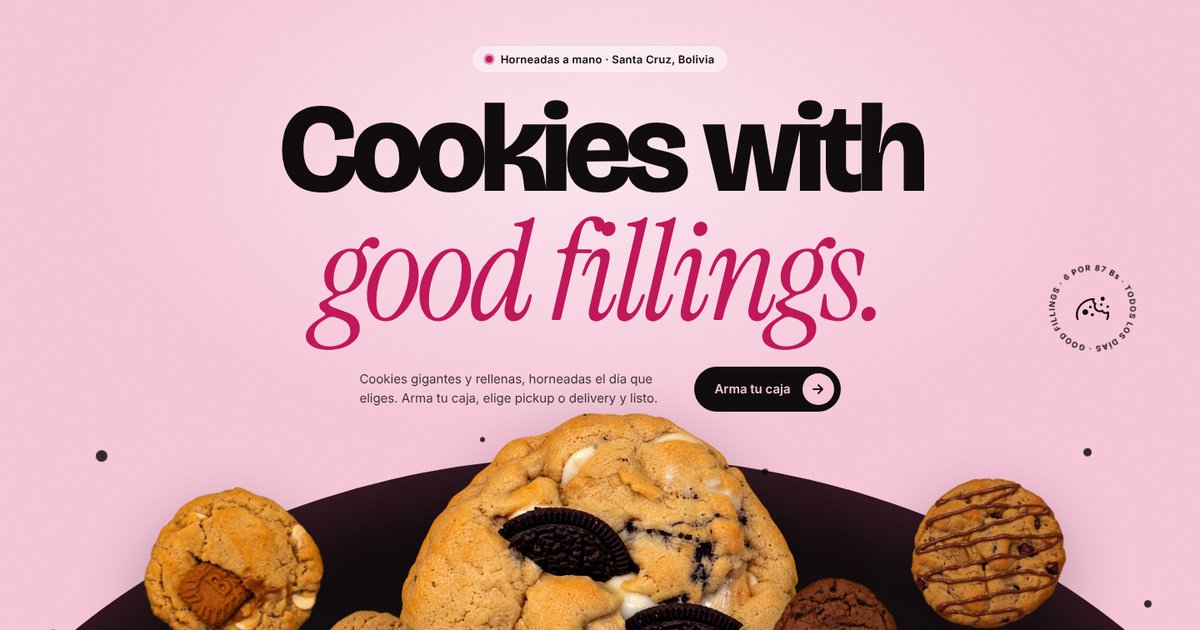 Horneadas a mano · Santa Cruz, Bolivia
Cookies with
good fillings.
Cookies gigantes y rellenas, horneadas el día que
eliges. Arma tu caja, elige pickup o delivery y listo.
Arma tu caja
6 POR 87 Bs · TODOS LOS DÍAS · GOOD FILLINGS ·